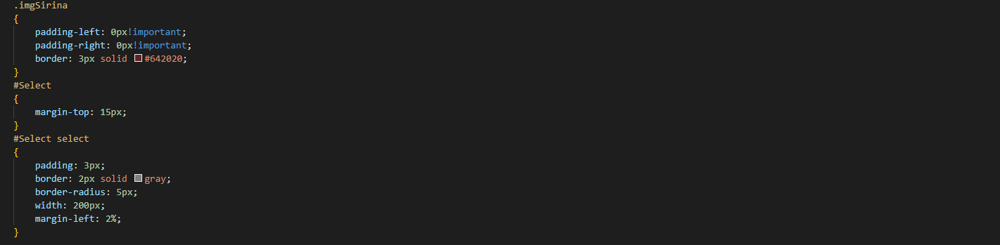 .imgSirina
{
    padding-left: 0px!important;
    padding-right: 0px!important;
    border: 3px solid #642020;
}
#Select
{
    margin-top: 15px;
}
#Select select
{
    padding: 3px;
    border: 2px solid gray;
    border-radius: 5px;
    width: 200px;
    margin-left: 2%;
}